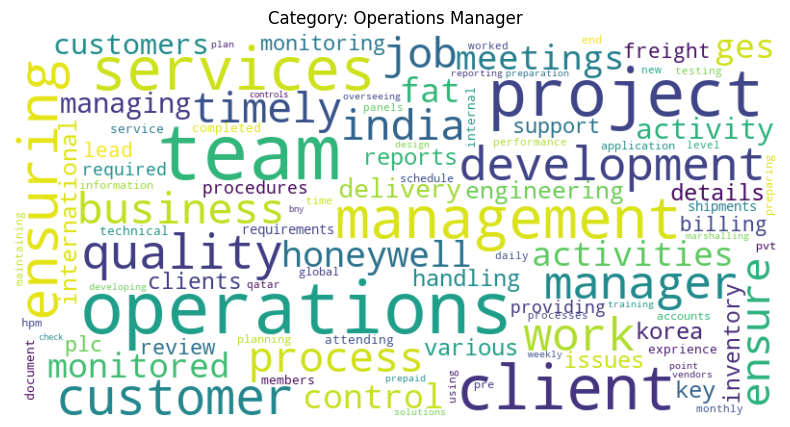 Category: Operations Manager
customers
plan
monitoring
job
worked
end
freight
ges
services
meetings
reporting
preparation
new
testing
managing
timely
controls
overseeing
fat
project
ensuring
service
completed
india
panels
internal
support
activity
lead
team
design
performance
application
level
required
reports
development
international
information
procedures
schedule
delivery
engineering
details
preparing
business
time
bny
management
shipments
billing
technical
requirements
marshalling
maintaining
quality
honeywell
daily
activities
pvt
clients
qatar
global
handling
manager
developing
operations
providing
training
accounts
inventory
ensure
hpm
check
plc
review
planning
attending
various
work
processes
korea
exprience
monitored
process
weekly
issues
point
vendors
document
members
prepaid
using
pre
client
key
monthly
customer
control
solutions